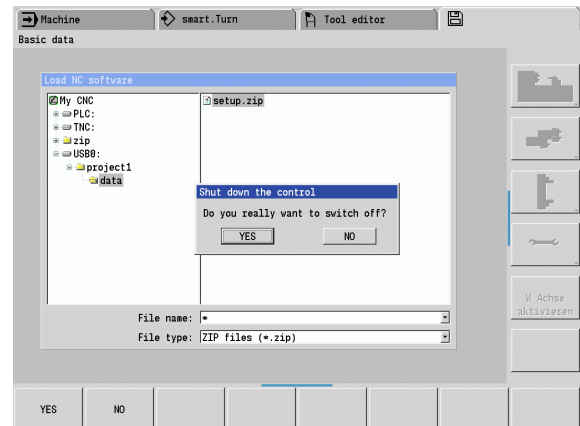 Machine
smart.Turn
Tool editor
Basic data
Load NC software
My CNC
PLC:
TNC:
zip
USB0:
project1
data
setup.zip
Shut down the control
Do you really want to switch off?
YES
NO
File name: *
File type: ZIP files (*.zip)
W Achse
aktivieren
YES
NO